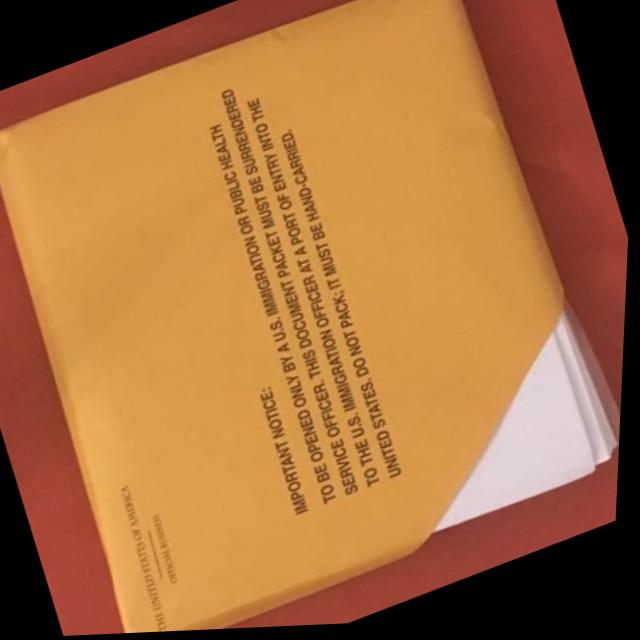 THE UNITED STATES OF AMERICA
OFFICIAL BUSINESS
IMPORTANT NOTICE:
TO BE OPENED ONLY BY A U.S. IMMIGRATION OR PUBLIC HEALTH
SERVICE OFFICER. THIS DOCUMENT PACKET MUST BE SURRENDERED
TO THE U.S. IMMIGRATION OFFICER AT A PORT OF ENTRY INTO THE
UNITED STATES. DO NOT PACK; IT MUST BE HAND-CARRIED.